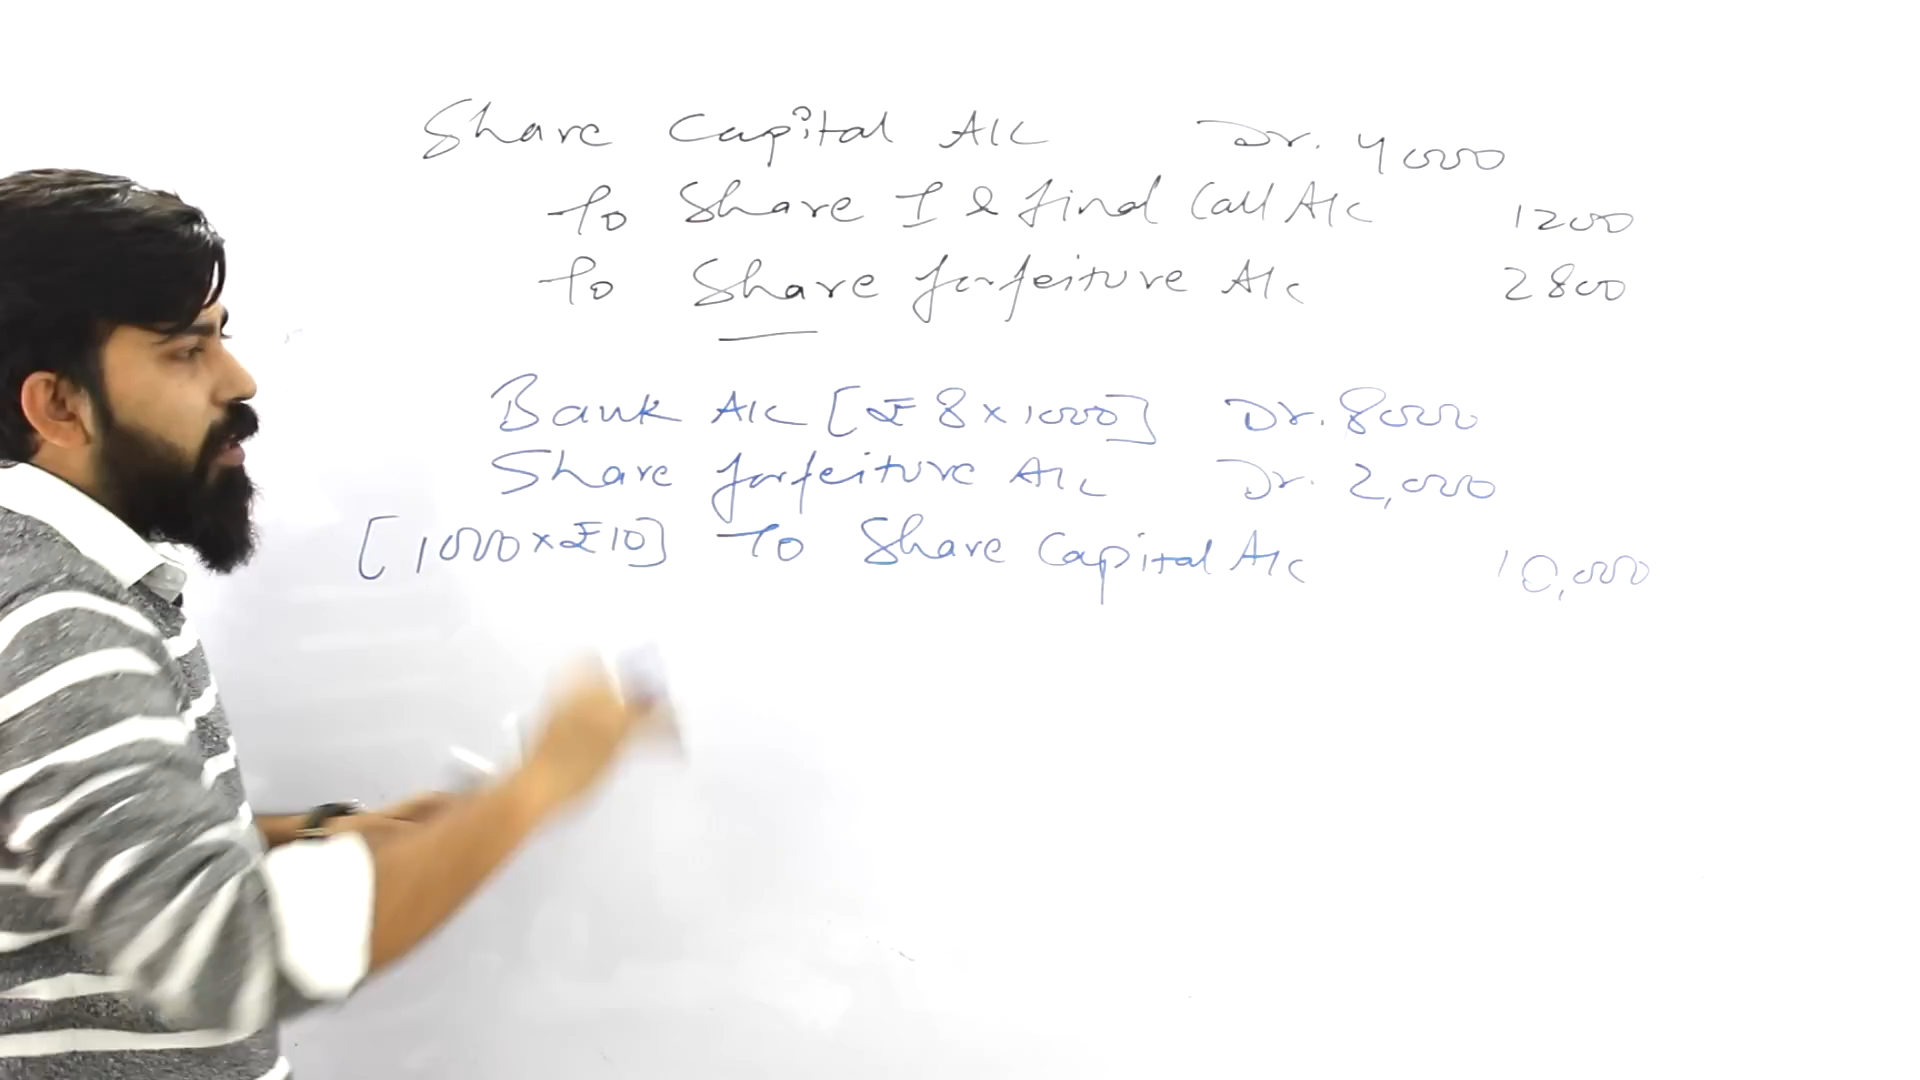 Share Capital A/c Dr. 4000
To Share I & final Call A/c 1200
To Share forfeiture A/c 2800
Bank A/c [₹ 8 × 1000] Dr. 8000
Share forfeiture A/c Dr. 2,000
[1000 × ₹10] To Share Capital A/c 10,000